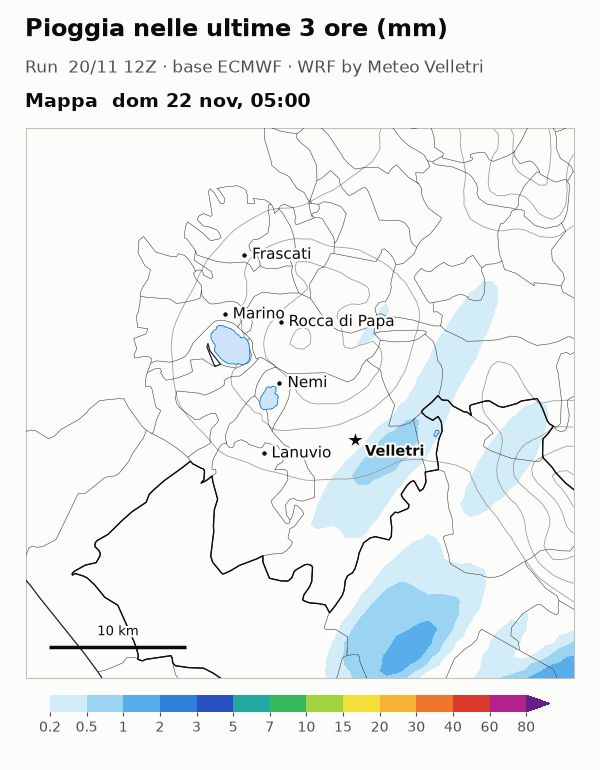 Pioggia nelle ultime 3 ore (mm)
Run  20/11 12Z · base ECMWF · WRF by Meteo Velletri
Mappa  dom 22 nov, 05:00
Frascati
Marino
Rocca di Papa
Nemi
Velletri
Lanuvio
10 km
0.2 0.5 1 2 3 5 7 10 15 20 30 40 60 80